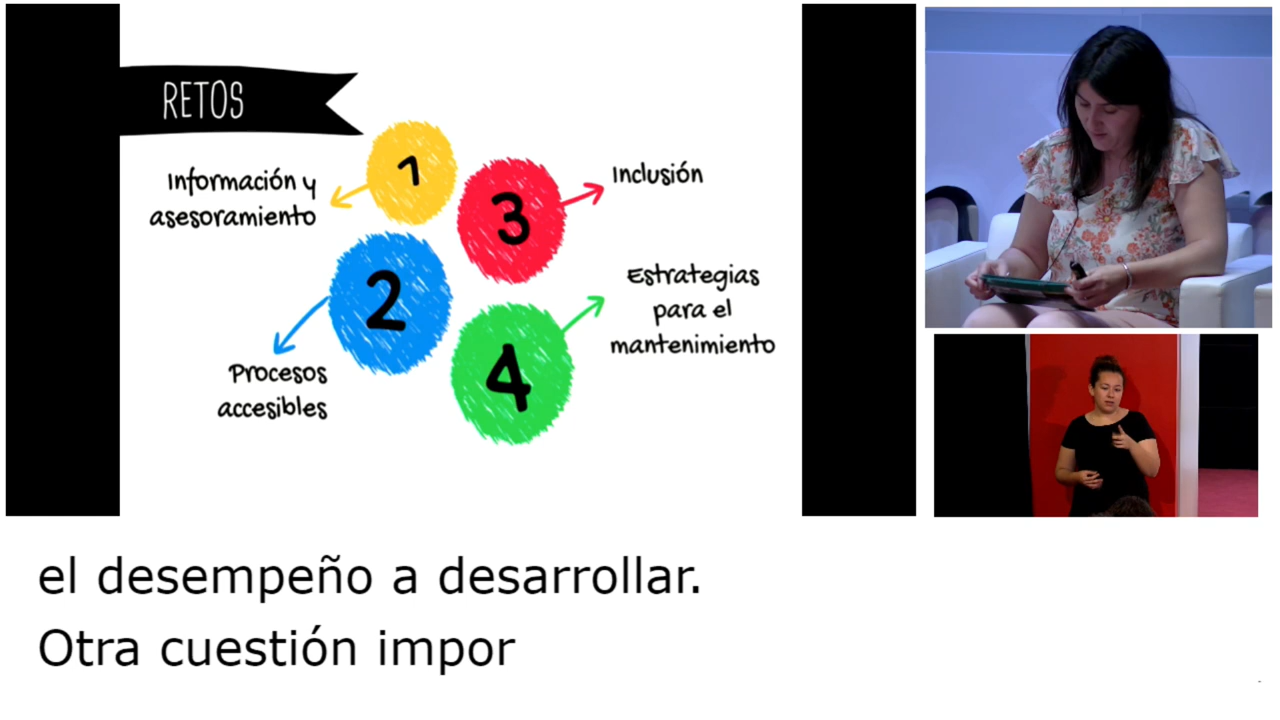 RETOS
1
Información y
asesoramiento
2
Procesos
accesibles
3
Inclusión
4
Estrategias
para el
mantenimiento
el desempeño a desarrollar.
Otra cuestión impor